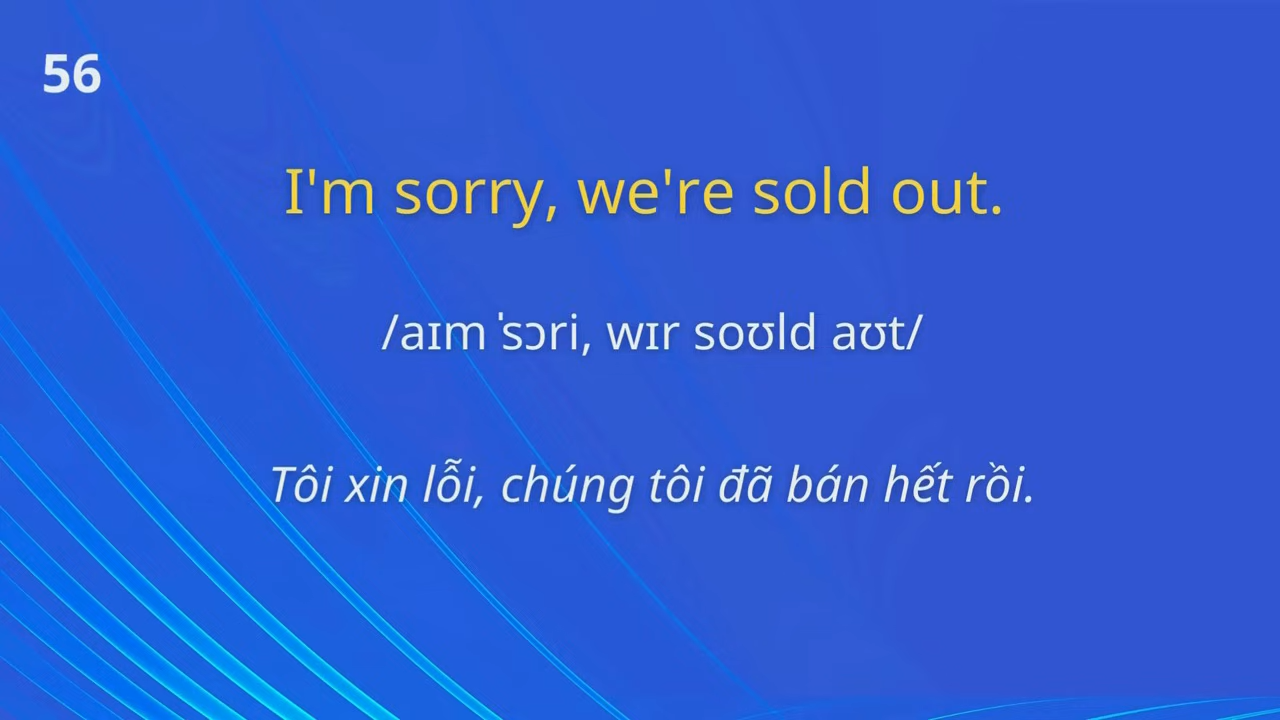 56
I'm sorry, we're sold out.
/aɪm ˈsɔri, wɪr soʊld aʊt/
Tôi xin lỗi, chúng tôi đã bán hết rồi.